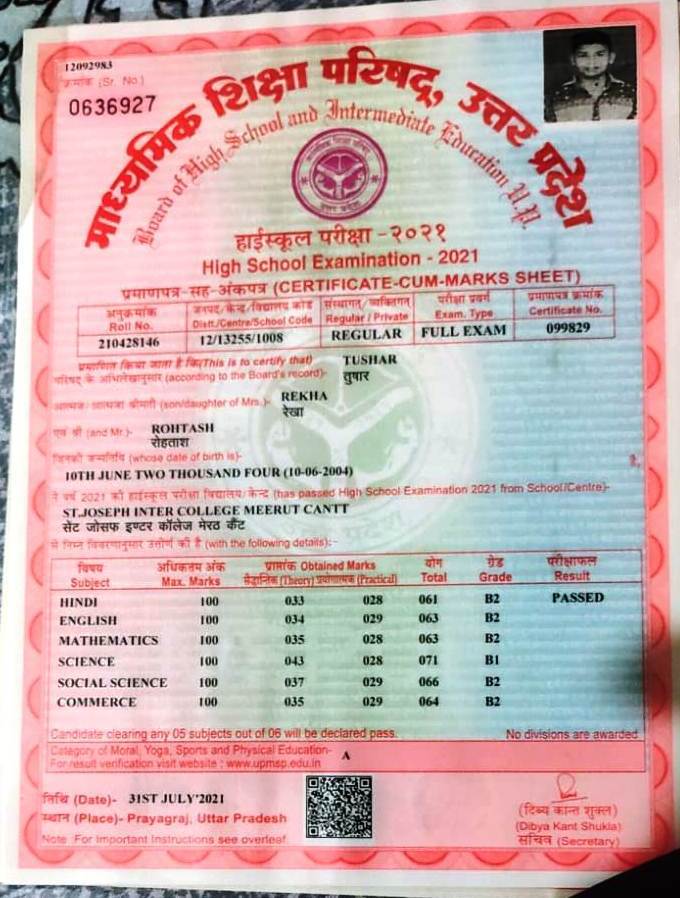 12092983
क्रमांक (Sr. No.)
0636927
माध्यमिक शिक्षा परिषद्, उत्तर प्रदेश
Board of High School and Intermediate Education U.P.
हाईस्कूल परीक्षा -२०२१
High School Examination - 2021
प्रमाणपत्र-सह-अंकपत्र (CERTIFICATE-CUM-MARKS SHEET)
अनुक्रमांक जनपद/केन्द्र/विद्यालय कोड संस्थागत/व्यक्तिगत परीक्षा प्रवर्ग प्रमाणपत्र क्रमांक
Roll No. Distt./Centre/School Code Regular / Private Exam. Type Certificate No.
210428146 12/13255/1008 REGULAR FULL EXAM 099829
प्रमाणित किया जाता है कि(This is to certify that) TUSHAR
परिषद के अभिलेखानुसार (according to the Board's record)- तुषार
आत्मज/आत्मजा श्रीमती (son/daughter of Mrs.)- REKHA
रेखा
एवं श्री (and Mr)- ROHTASH
रोहताश
जिनकी जन्मतिथि (whose date of birth is)-
10TH JUNE TWO THOUSAND FOUR (10-06-2004) है,
ने वर्ष 2021 की हाईस्कूल परीक्षा विद्यालय/केन्द्र (has passed High School Examination 2021 from School/Centre)-
ST.JOSEPH INTER COLLEGE MEERUT CANTT
सेंट जोसफ इण्टर कॉलेज मेरठ कैंट
से निम्न विवरणानुसार उत्तीर्ण की है (with the following details):-
विषय अधिकतम अंक प्राप्तांक Obtained Marks योग ग्रेड परीक्षाफल
Subject Max. Marks सैद्धान्तिक (Theory) प्रयोगात्मक (Practical) Total Grade Result
HINDI 100 033 028 061 B2 PASSED
ENGLISH 100 034 029 063 B2
MATHEMATICS 100 035 028 063 B2
SCIENCE 100 043 028 071 B1
SOCIAL SCIENCE 100 037 029 066 B2
COMMERCE 100 035 029 064 B2
Candidate clearing any 05 subjects out of 06 will be declared pass. No divisions are awarded
Category of Moral, Yoga, Sports and Physical Education- A
For result verification visit website : www.upmsp.edu.in
तिथि (Date)- 31ST JULY'2021
स्थान (Place)- Prayagraj, Uttar Pradesh
(दिव्य कान्त शुक्ल)
(Dibya Kant Shukla)
सचिव (Secretary)
Note :For Important Instructions see overleaf